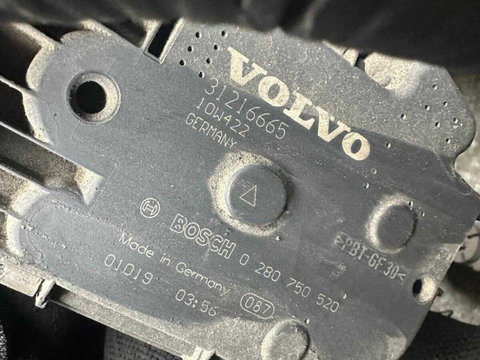 VOLVO
31216665
10W422
GERMANY
BOSCH 0 280 750 520
Made in Germany
01019 03:56 087
>PBT-GF30<